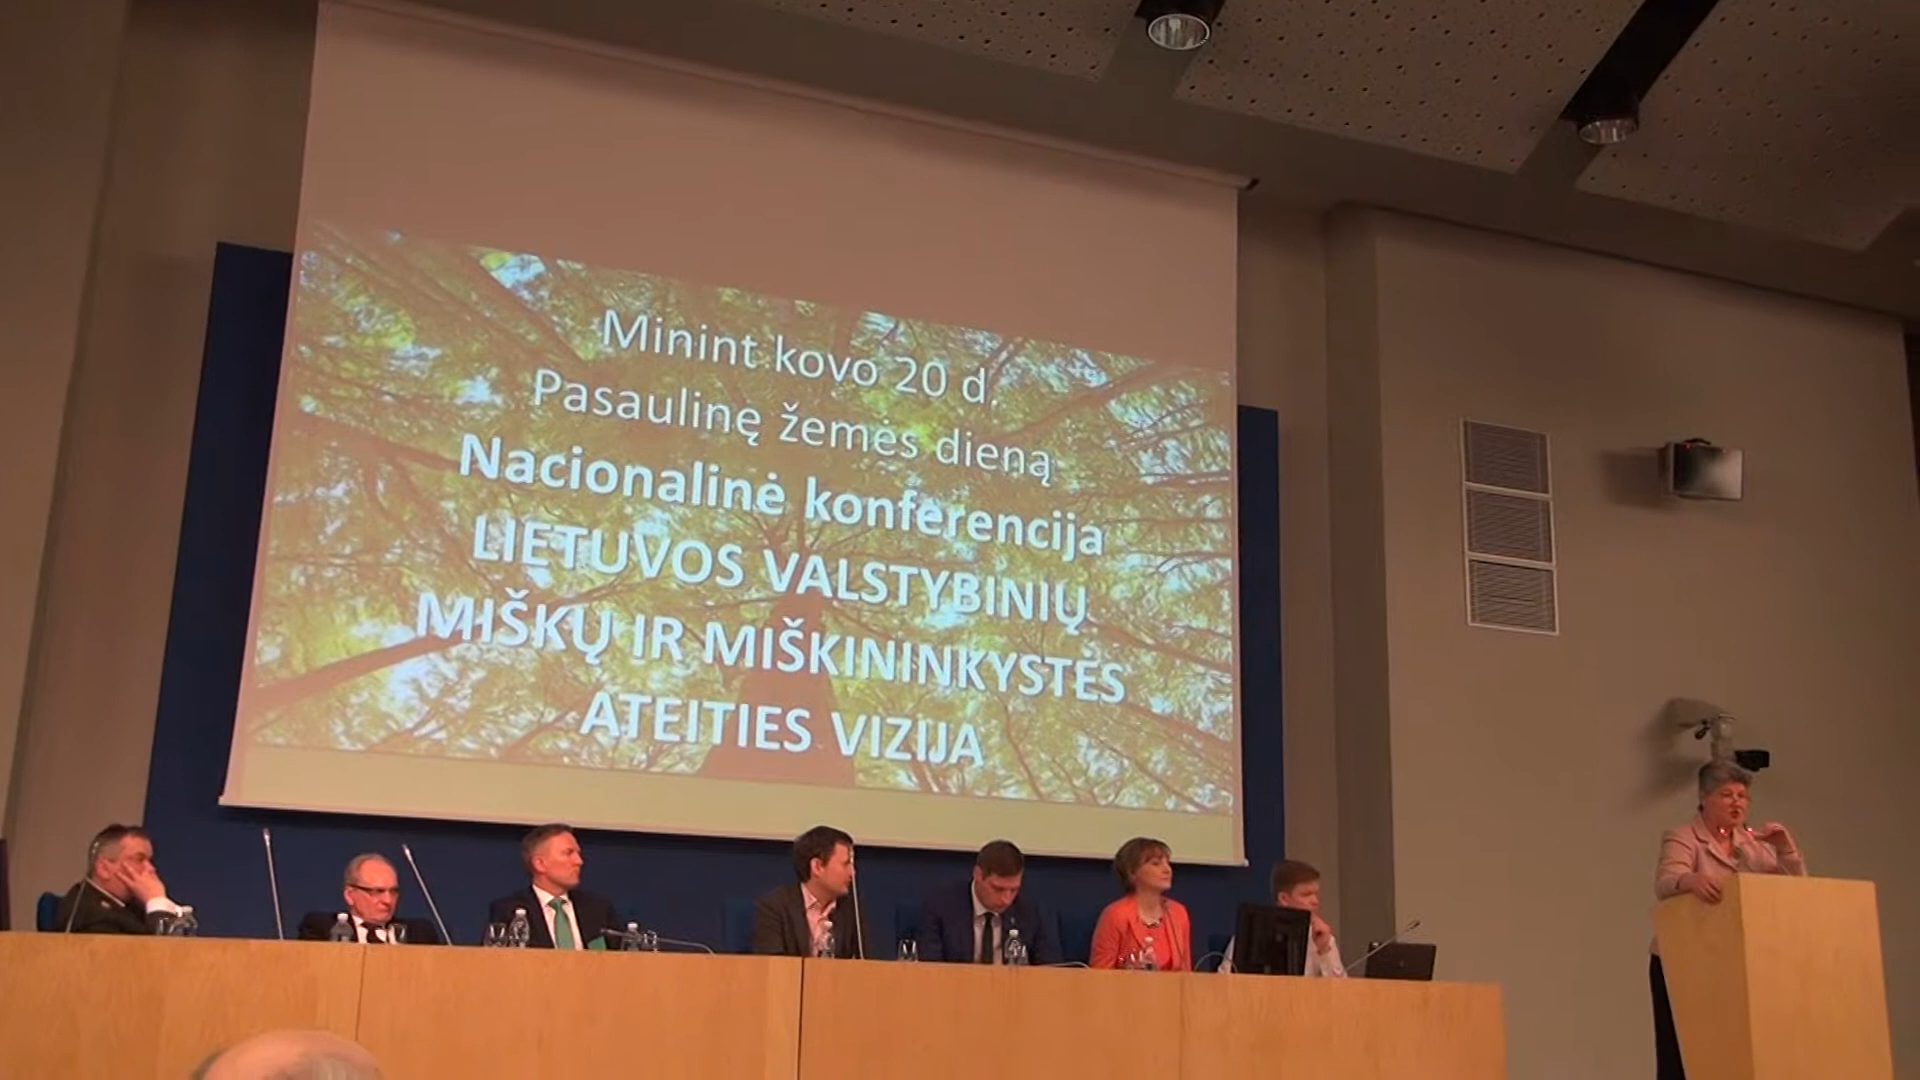 Minint kovo 20 d.
Pasaulinę žemės dieną
Nacionalinė konferencija
LIETUVOS VALSTYBINIŲ
MIŠKŲ IR MIŠKININKYSTĖS
ATEITIES VIZIJA